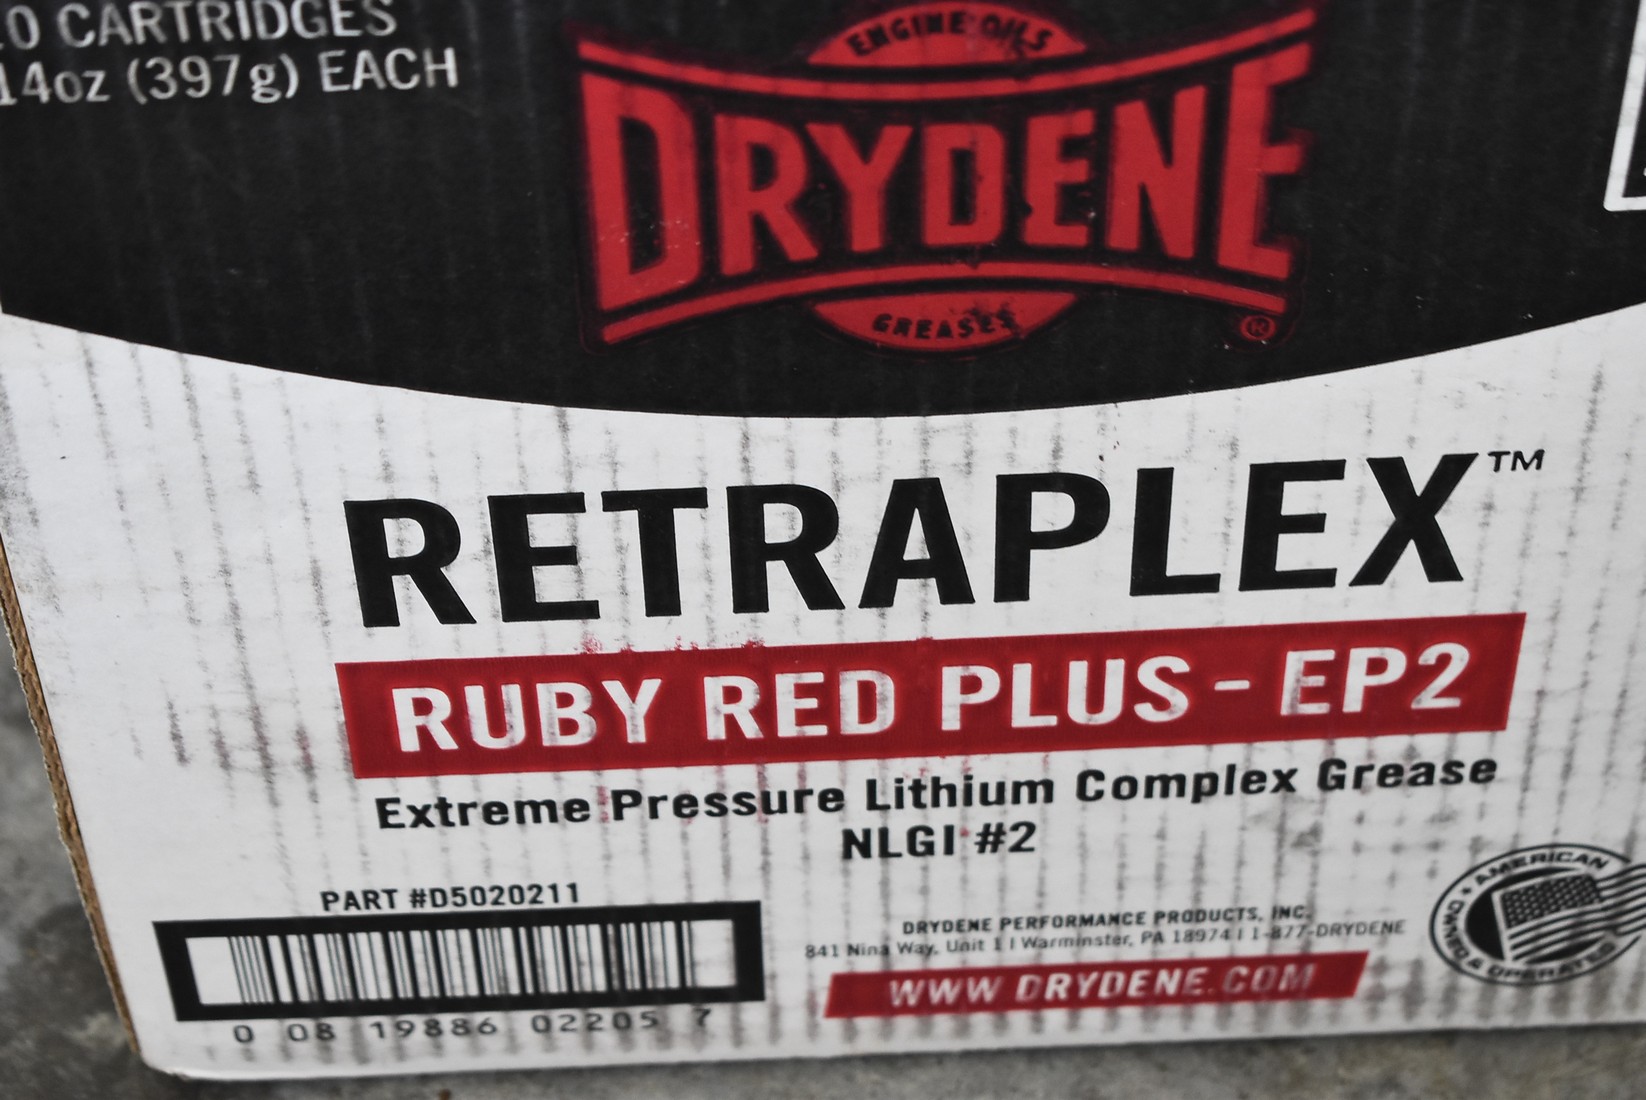 0 CARTRIDGES
14oz (397g) EACH
ENGINE OILS
DRYDENE
GREASES
®
RETRAPLEX™
RUBY RED PLUS - EP2
Extreme Pressure Lithium Complex Grease
NLGI #2
PART #D5020211
0 08 19886 02205 7
DRYDENE PERFORMANCE PRODUCTS, INC.
841 Nina Way, Unit 1 | Warminster, PA 18974 | 1-877-DRYDENE
WWW.DRYDENE.COM
AMERICAN
OWNED & OPERATED